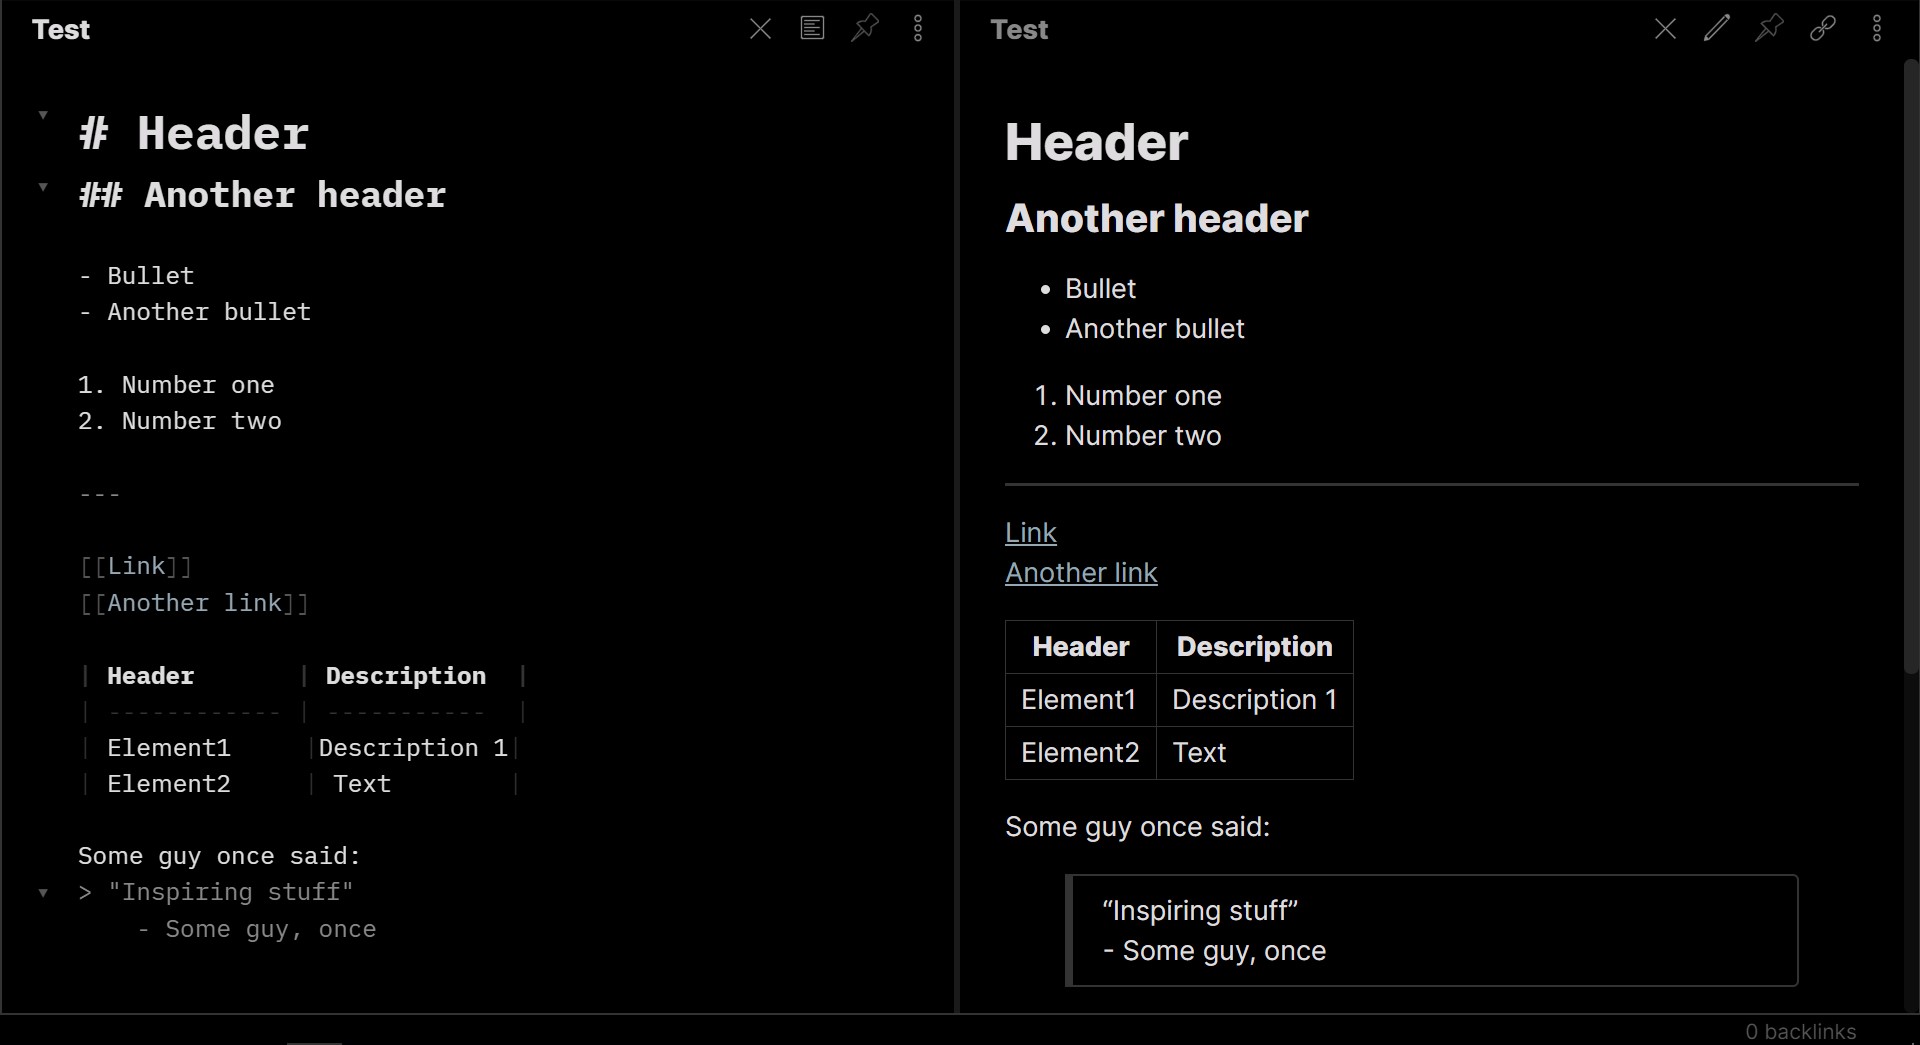 Test
# Header
## Another header
- Bullet
- Another bullet
1. Number one
2. Number two
---
[[Link]]
[[Another link]]
| Header | Description |
| ------------ | ----------- |
| Element1 |Description 1|
| Element2 | Text |
Some guy once said:
> "Inspiring stuff"
- Some guy, once
Test
Header
Another header
• Bullet
• Another bullet
1. Number one
2. Number two
Link
Another link
Header Description
Element1 Description 1
Element2 Text
Some guy once said:
“Inspiring stuff”
- Some guy, once
0 backlinks